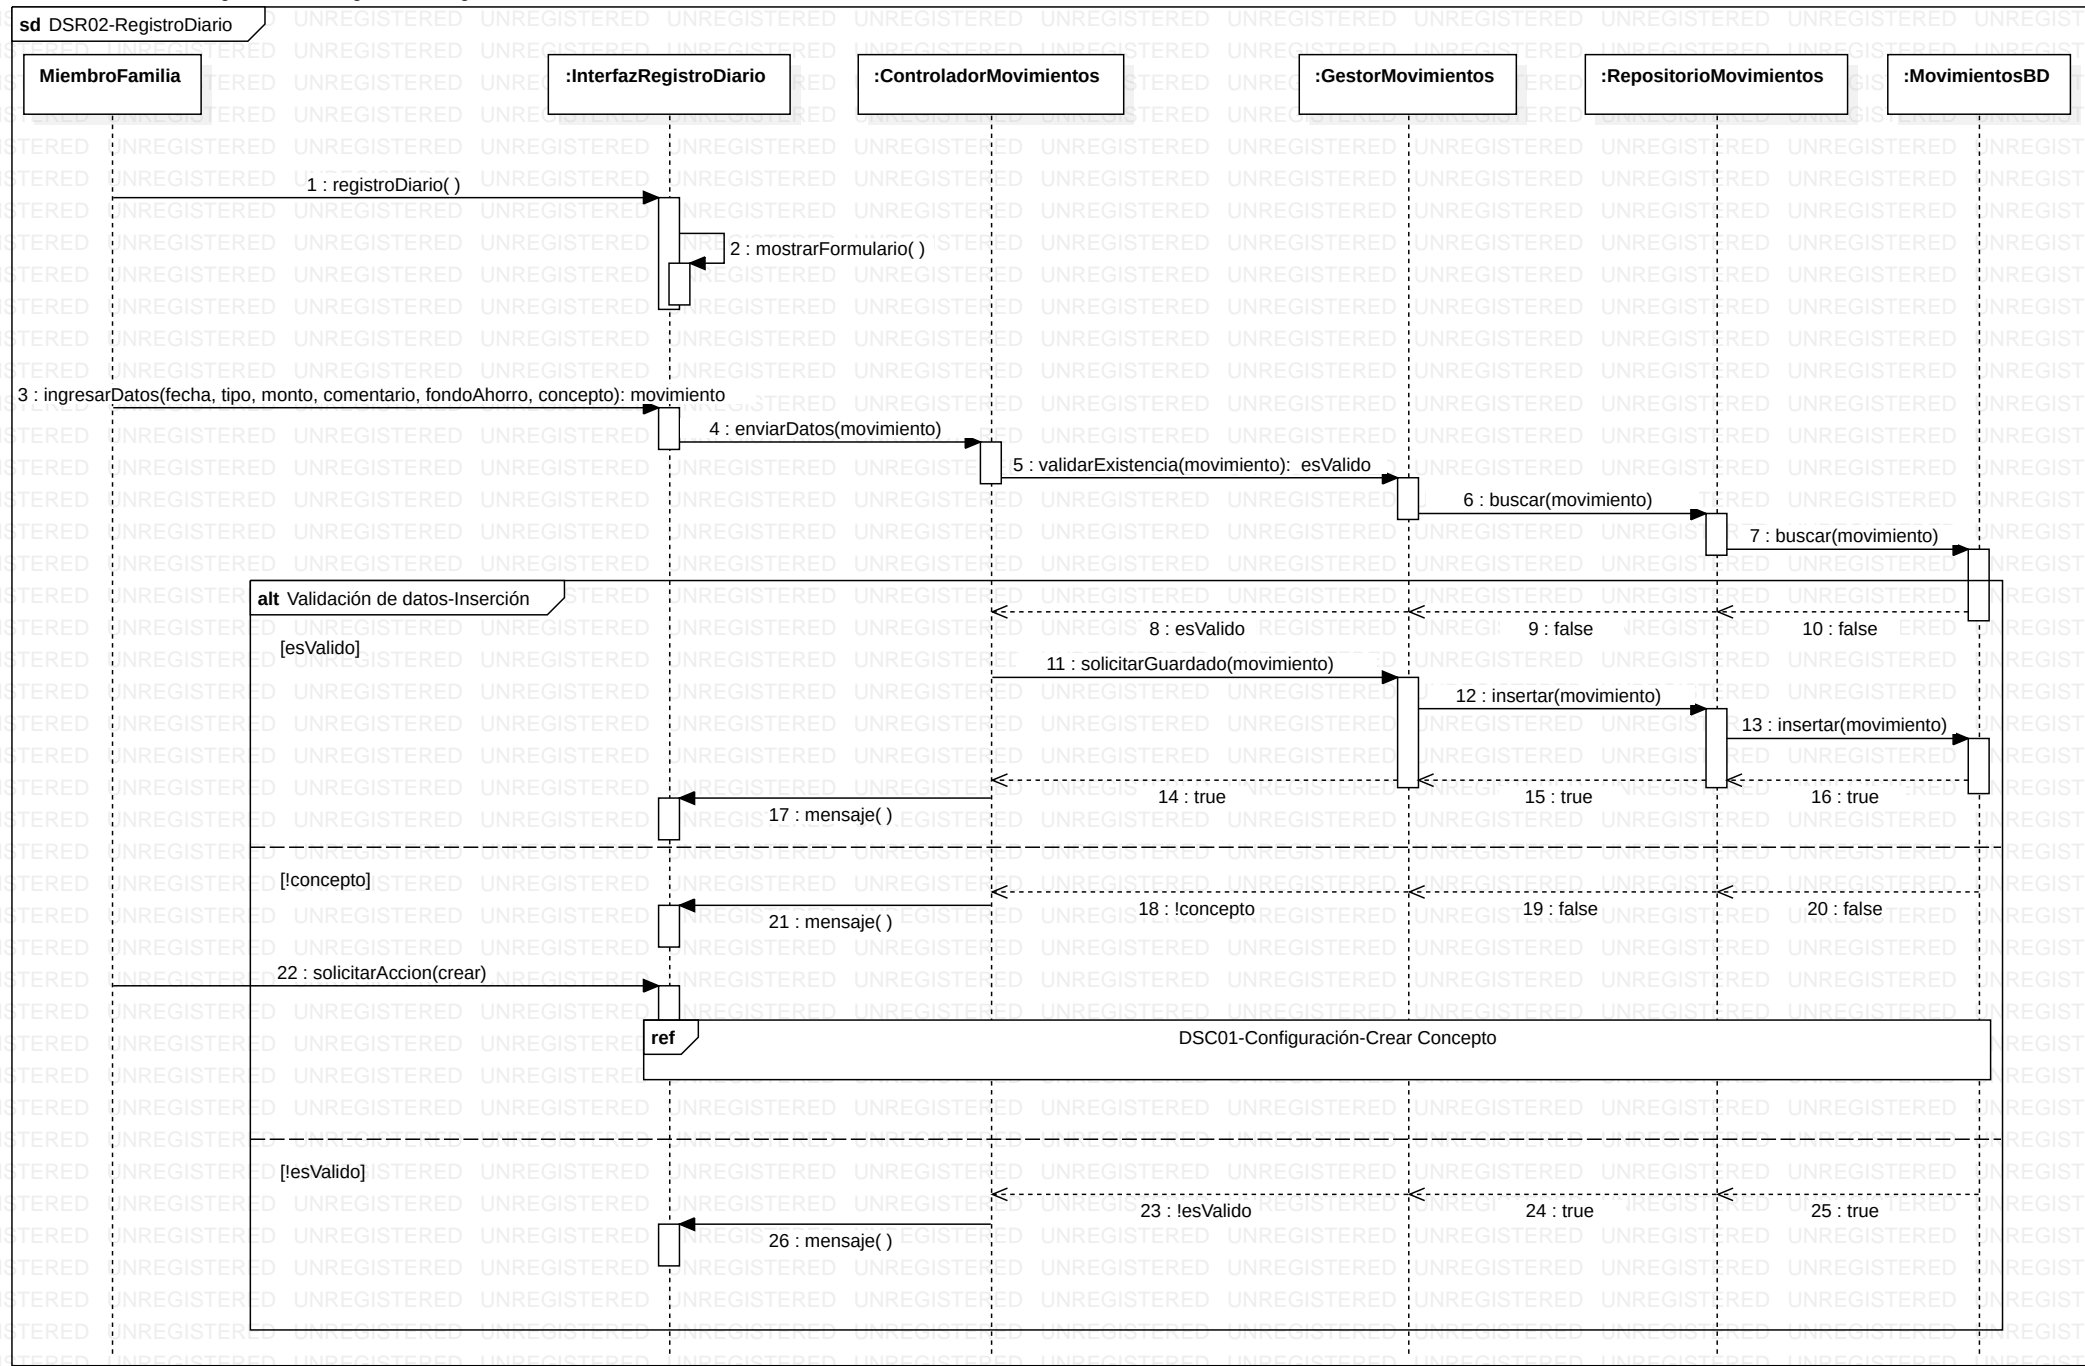 sd DSR02-RegistroDiario
MiembroFamilia
:InterfazRegistroDiario
:ControladorMovimientos
:GestorMovimientos
:RepositorioMovimientos
:MovimientosBD
1 : registroDiario( )
2 : mostrarFormulario( )
3 : ingresarDatos(fecha, tipo, monto, comentario, fondoAhorro, concepto): movimiento
4 : enviarDatos(movimiento)
5 : validarExistencia(movimiento):  esValido
6 : buscar(movimiento)
7 : buscar(movimiento)
alt Validación de datos-Inserción
[esValido]
8 : esValido
9 : false
10 : false
11 : solicitarGuardado(movimiento)
12 : insertar(movimiento)
13 : insertar(movimiento)
14 : true
15 : true
16 : true
17 : mensaje( )
[!concepto]
18 : !concepto
19 : false
20 : false
21 : mensaje( )
22 : solicitarAccion(crear)
ref
DSC01-Configuración-Crear Concepto
[!esValido]
23 : !esValido
24 : true
25 : true
26 : mensaje( )
UNREGISTERED